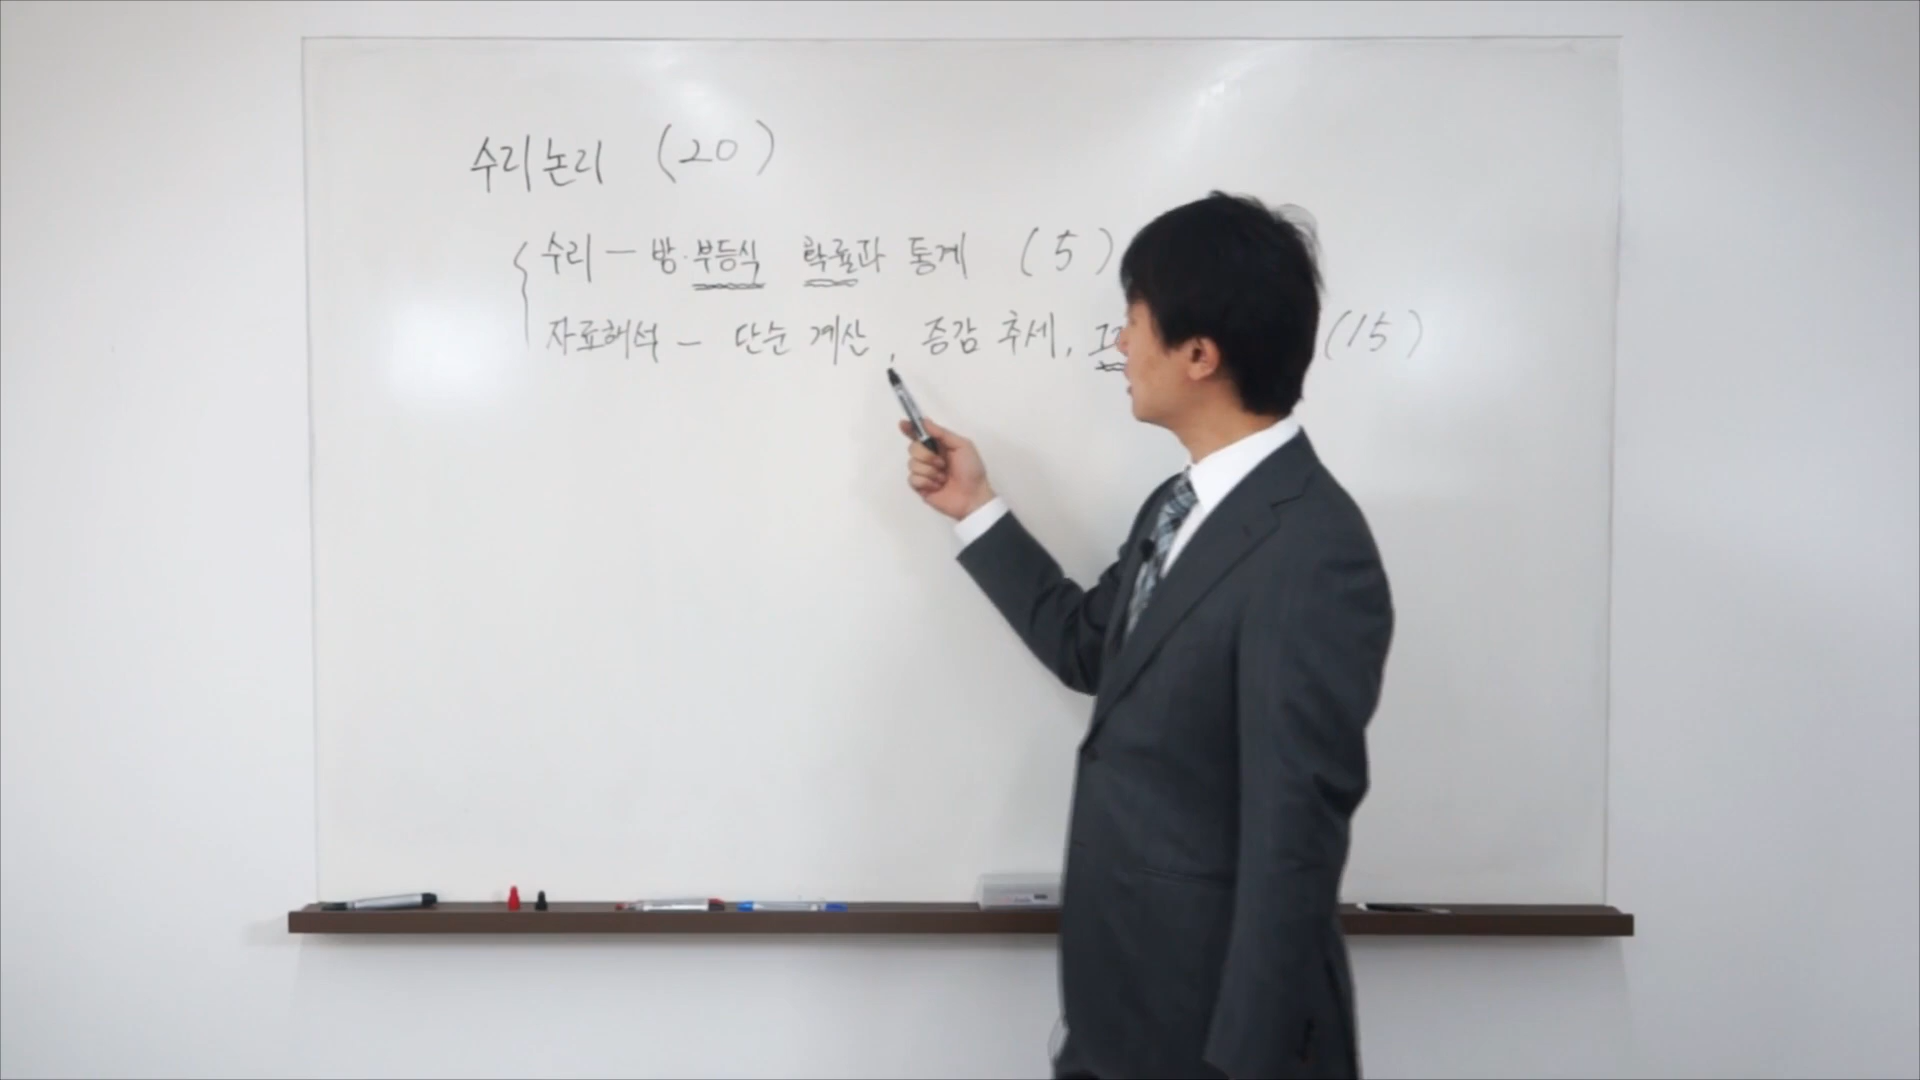 수리논리 (20)
수리 - 방·부등식 확률과 통계 (5)
자료해석 - 단순 계산, 증감 추세, (15)